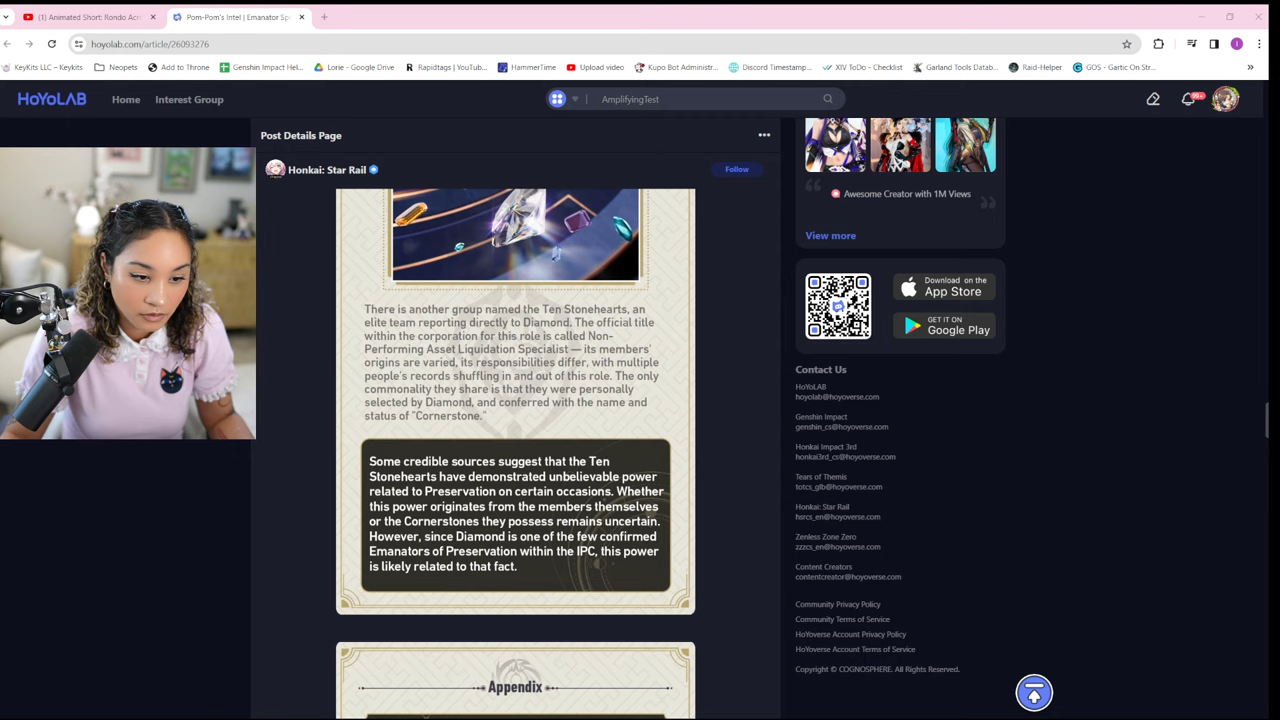 (1) Animated Short: Rondo Acro
Pom-Pom's Intel | Emanator Spe
hoyolab.com/article/26093276
KeyKits LLC – Keykits
Neopets
Add to Throne
Genshin Impact Hel...
Lorie - Google Drive
Rapidtags | YouTub...
HammerTime
Upload video
Kupo Bot Administr...
Discord Timestamp...
XIV ToDo - Checklist
Garland Tools Datab...
Raid-Helper
GOS - Gartic On Str...
HoYoLAB
Home
Interest Group
AmplifyingTest
99+
Post Details Page
Honkai: Star Rail
Follow
There is another group named the Ten Stonehearts, an
elite team reporting directly to Diamond. The official title
within the corporation for this role is called Non-
Performing Asset Liquidation Specialist — its members'
origins are varied, its responsibilities differ, with multiple
people's records shuffling in and out of this role. The only
commonality they share is that they were personally
selected by Diamond, and conferred with the name and
status of "Cornerstone."
Some credible sources suggest that the Ten
Stonehearts have demonstrated unbelievable power
related to Preservation on certain occasions. Whether
this power originates from the members themselves
or the Cornerstones they possess remains uncertain.
However, since Diamond is one of the few confirmed
Emanators of Preservation within the IPC, this power
is likely related to that fact.
Appendix
Awesome Creator with 1M Views
View more
Download on the
App Store
GET IT ON
Google Play
Contact Us
HoYoLAB
hoyolab@hoyoverse.com
Genshin Impact
genshin_cs@hoyoverse.com
Honkai Impact 3rd
honkai3rd_cs@hoyoverse.com
Tears of Themis
totcs_glb@hoyoverse.com
Honkai: Star Rail
hsrcs_en@hoyoverse.com
Zenless Zone Zero
zzzcs_en@hoyoverse.com
Content Creators
contentcreator@hoyoverse.com
Community Privacy Policy
Community Terms of Service
HoYoverse Account Privacy Policy
HoYoverse Account Terms of Service
Copyright © COGNOSPHERE. All Rights Reserved.